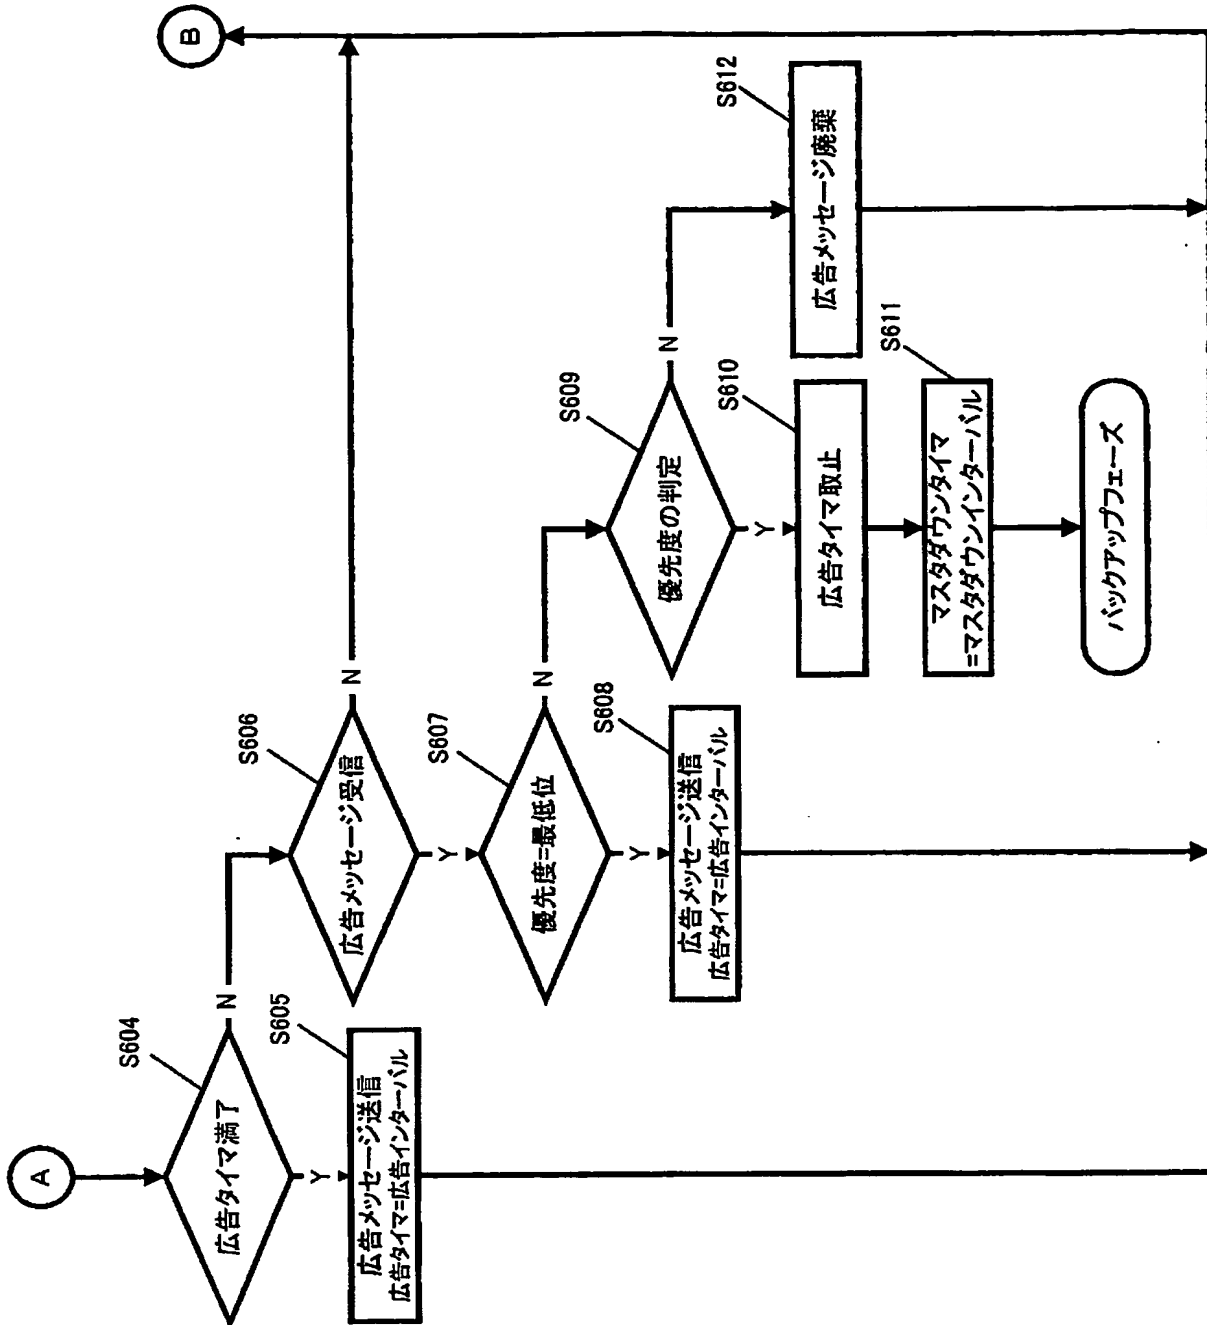 A
S604
広告タイマ満了
N
Y
S605
広告メッセージ送信
広告タイマ=広告インターバル
S606
広告メッセージ受信
N
Y
S607
優先度=最低位
N
Y
S608
広告メッセージ送信
広告タイマ=広告インターバル
S609
優先度の判定
N
Y
S610
広告タイマ取止
S611
マスタダウンタイマ
=マスタダウンインターバル
バックアップフェーズ
S612
広告メッセージ廃棄
B